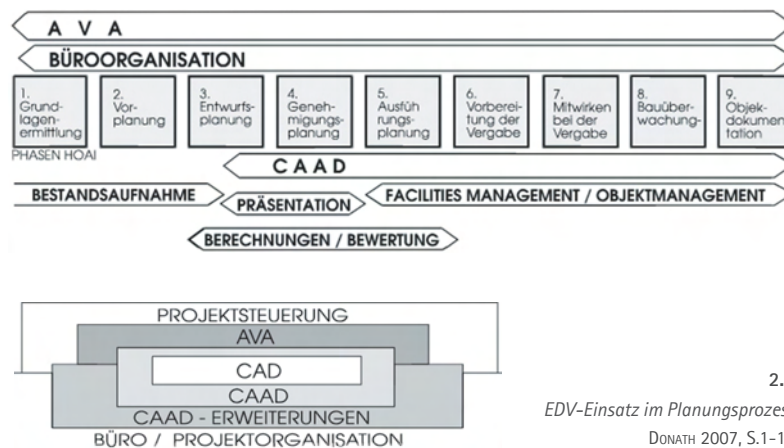 A V A
BÜROORGANISATION
1.
Grund-
lagen-
ermittlung
2.
Vor-
planung
3.
Entwurfs-
planung
4.
Geneh-
migungs-
planung
5.
Ausfüh
rungs-
planung
6.
Vorberei-
tung der
Vergabe
7.
Mitwirken
bei der
Vergabe
8.
Bauüber-
wachung-
9.
Objek-
dokumen
tation
PHASEN HOAI
C A A D
BESTANDSAUFNAHME
PRÄSENTATION
FACILITIES MANAGEMENT / OBJEKTMANAGEMENT
BERECHNUNGEN / BEWERTUNG
PROJEKTSTEUERUNG
AVA
CAD
CAAD
CAAD - ERWEITERUNGEN
BÜRO / PROJEKTORGANISATION
2.
EDV-Einsatz im Planungsprozes
DONATH 2007, S.1-1